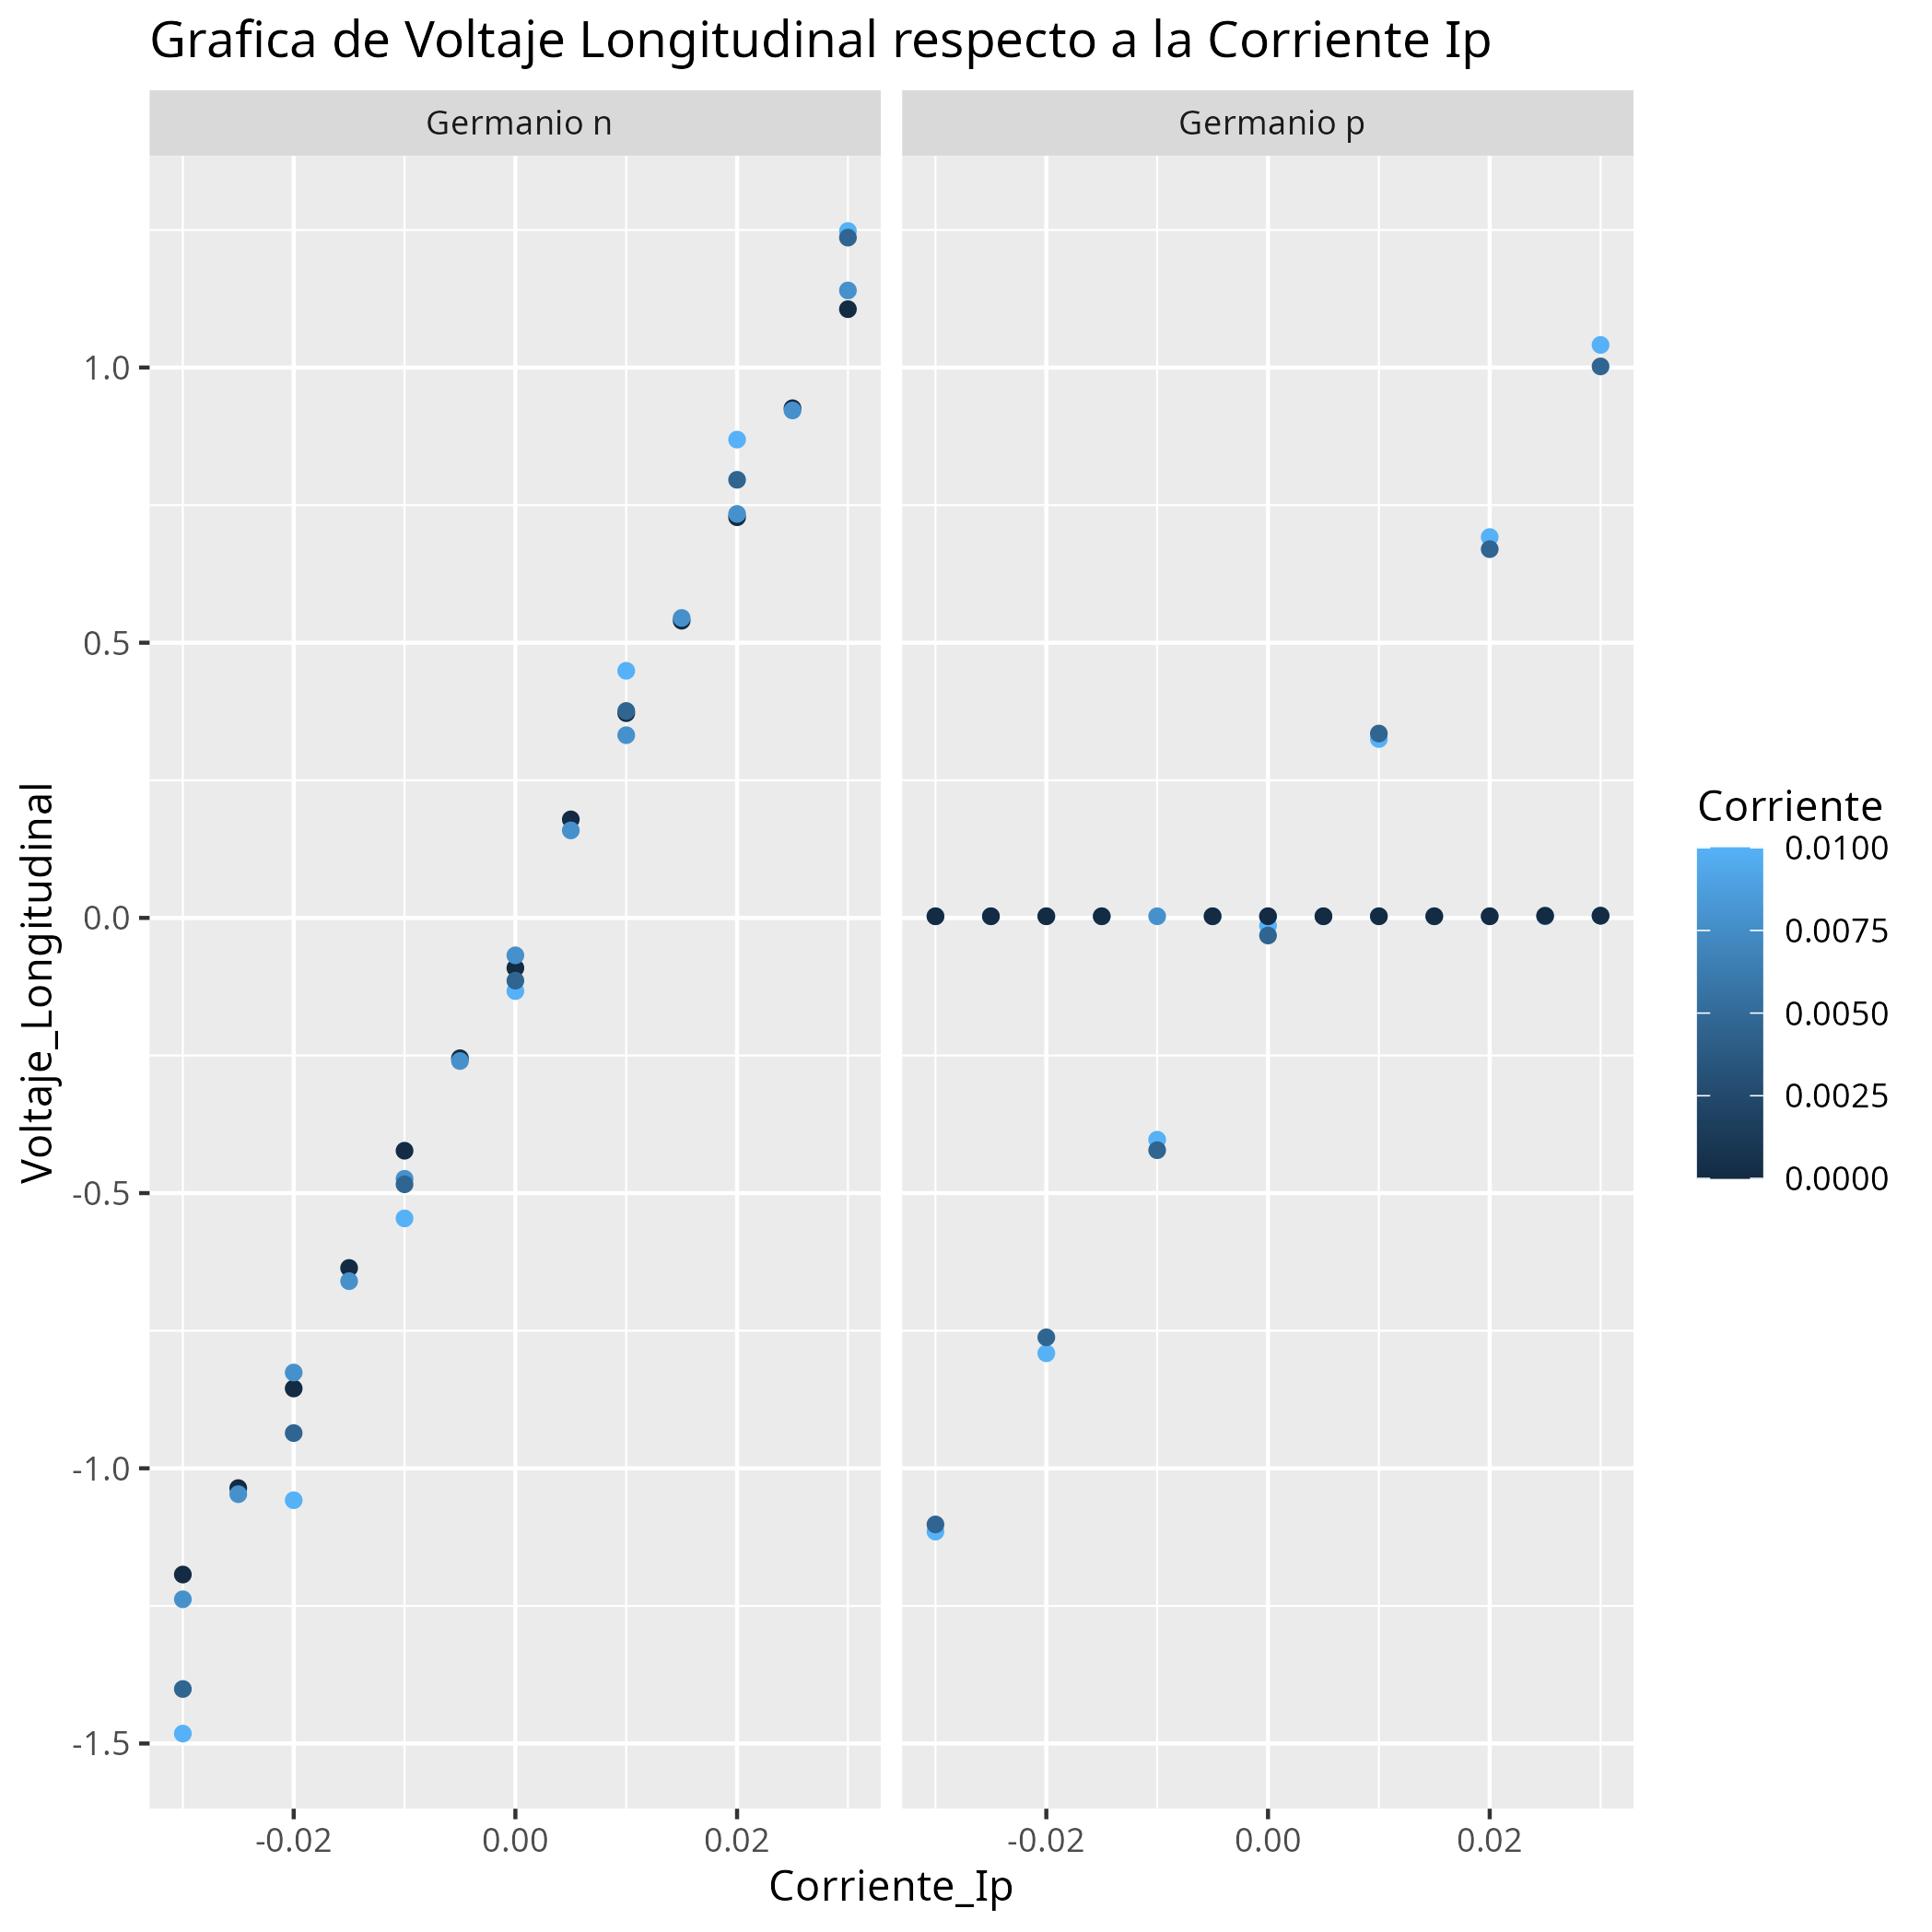 Grafica de Voltaje Longitudinal respecto a la Corriente Ip
Germanio n
Germanio p
Voltaje_Longitudinal
1.0
0.5
0.0
-0.5
-1.0
-1.5
-0.02
0.00
0.02
-0.02
0.00
0.02
Corriente_Ip
Corriente
0.0100
0.0075
0.0050
0.0025
0.0000